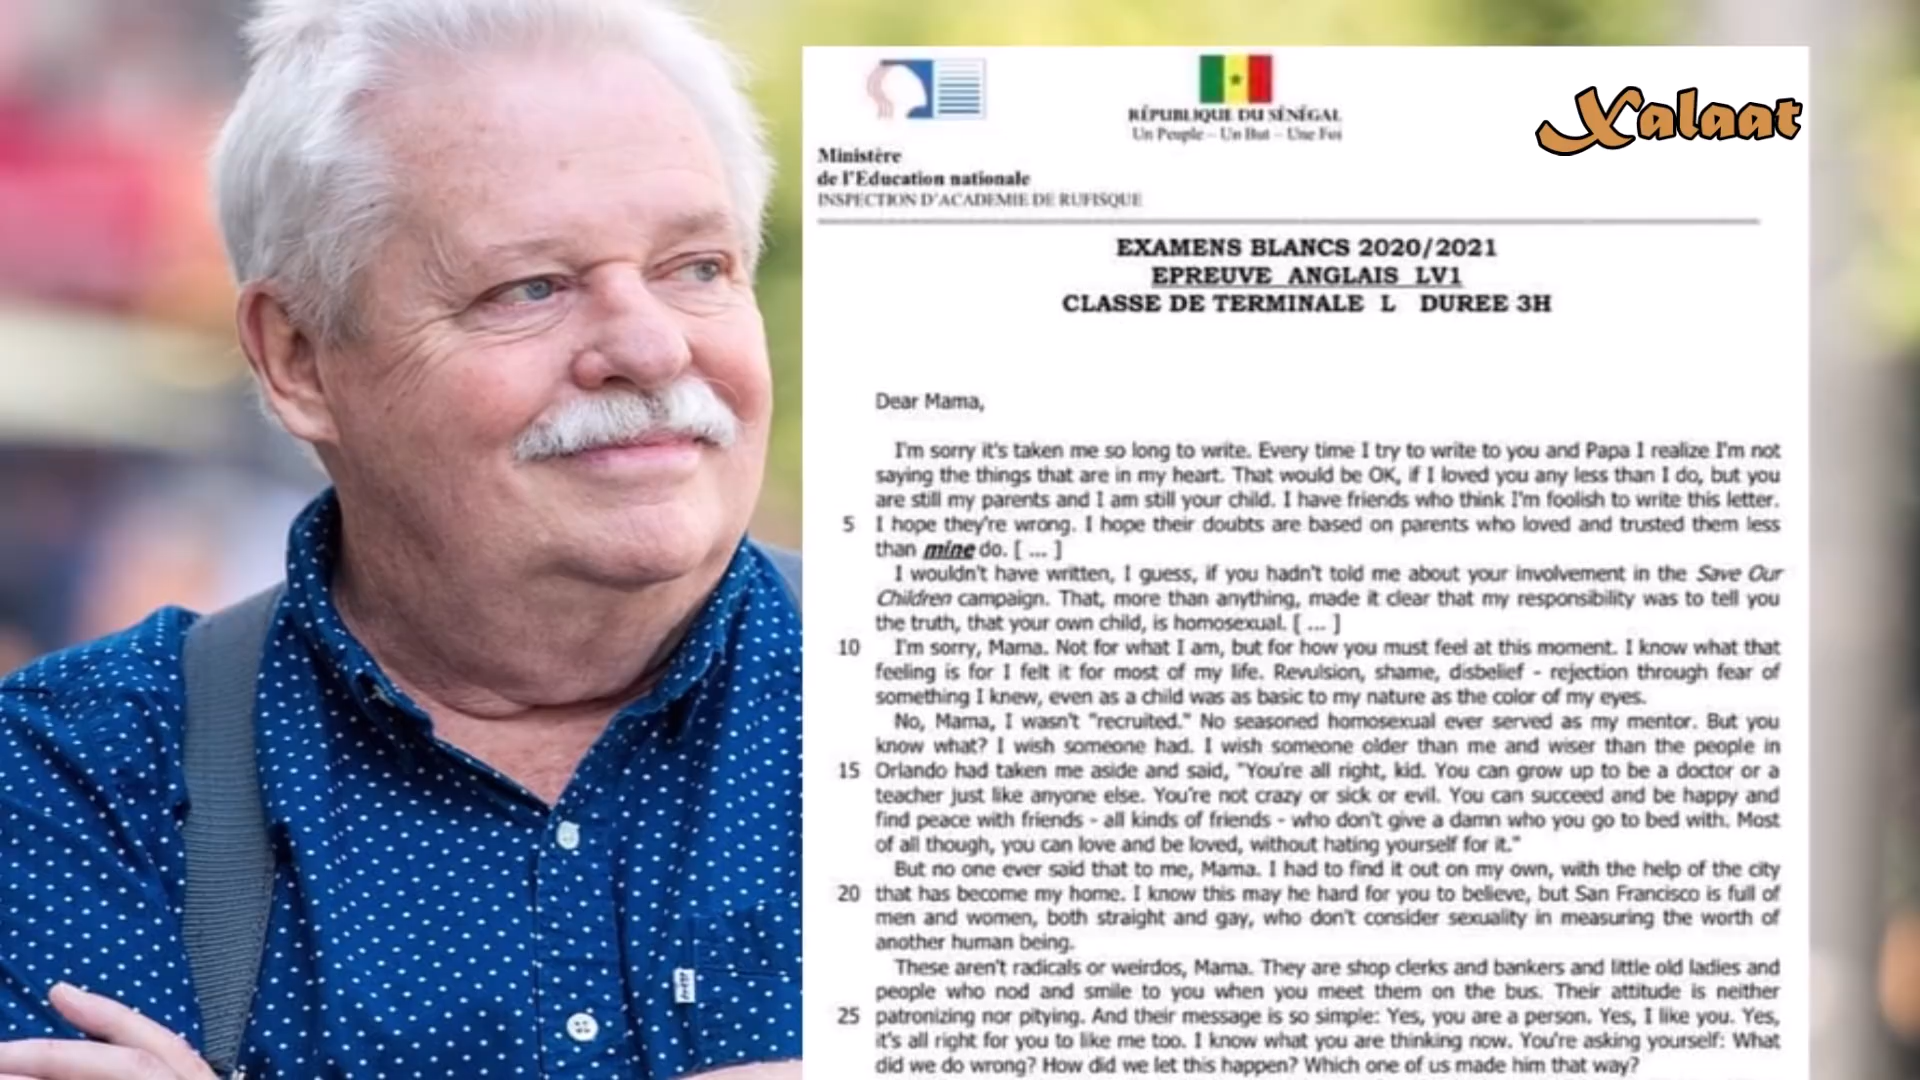 RÉPUBLIQUE DU SÉNÉGAL
Un Peuple – Un But – Une Foi
Xalaat
Ministère
de l'Education nationale
INSPECTION D'ACADEMIE DE RUFISQUE
EXAMENS BLANCS 2020/2021
EPREUVE ANGLAIS LV1
CLASSE DE TERMINALE L DUREE 3H
Dear Mama,
I'm sorry it's taken me so long to write. Every time I try to write to you and Papa I realize I'm not
saying the things that are in my heart. That would be OK, if I loved you any less than I do, but you
are still my parents and I am still your child. I have friends who think I'm foolish to write this letter.
5 I hope they're wrong. I hope their doubts are based on parents who loved and trusted them less
than mine do. [ ... ]
I wouldn't have written, I guess, if you hadn't told me about your involvement in the Save Our
Children campaign. That, more than anything, made it clear that my responsibility was to tell you
the truth, that your own child, is homosexual. [ ... ]
10 I'm sorry, Mama. Not for what I am, but for how you must feel at this moment. I know what that
feeling is for I felt it for most of my life. Revulsion, shame, disbelief - rejection through fear of
something I knew, even as a child was as basic to my nature as the color of my eyes.
No, Mama, I wasn't "recruited." No seasoned homosexual ever served as my mentor. But you
know what? I wish someone had. I wish someone older than me and wiser than the people in
15 Orlando had taken me aside and said, "You're all right, kid. You can grow up to be a doctor or a
teacher just like anyone else. You're not crazy or sick or evil. You can succeed and be happy and
find peace with friends - all kinds of friends - who don't give a damn who you go to bed with. Most
of all though, you can love and be loved, without hating yourself for it."
But no one ever said that to me, Mama. I had to find it out on my own, with the help of the city
20 that has become my home. I know this may he hard for you to believe, but San Francisco is full of
men and women, both straight and gay, who don't consider sexuality in measuring the worth of
another human being.
These aren't radicals or weirdos, Mama. They are shop clerks and bankers and little old ladies and
people who nod and smile to you when you meet them on the bus. Their attitude is neither
25 patronizing nor pitying. And their message is so simple: Yes, you are a person. Yes, I like you. Yes,
it's all right for you to like me too. I know what you are thinking now. You're asking yourself: What
did we do wrong? How did we let this happen? Which one of us made him that way?